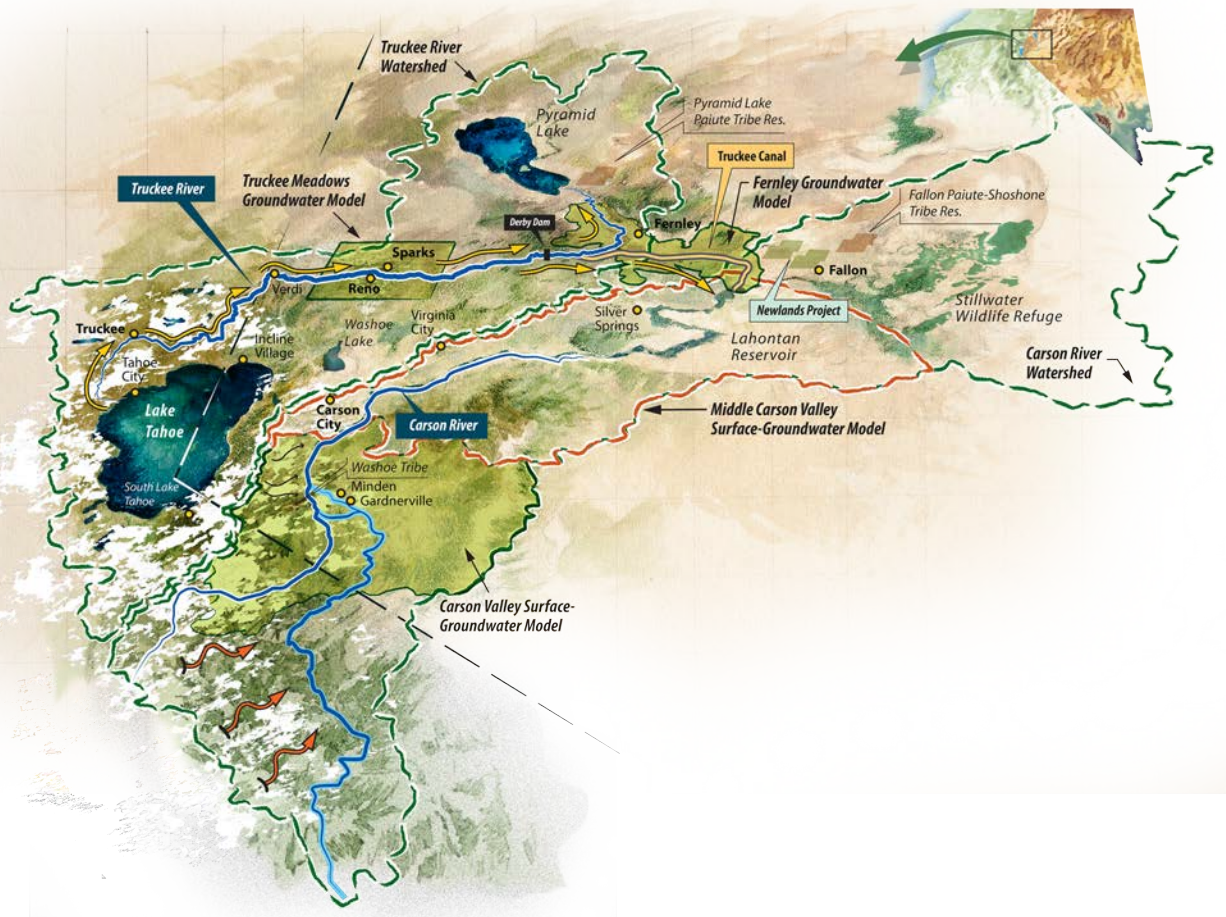 Truckee River
Watershed
Pyramid
Lake
Pyramid Lake
Paiute Tribe Res.
Truckee Canal
Truckee River
Truckee Meadows
Groundwater Model
Fernley Groundwater
Model
Fallon Paiute-Shoshone
Tribe Res.
Derby Dam
Fernley
Sparks
Fallon
Verdi
Reno
Stillwater
Wildlife Refuge
Newlands Project
Silver
Springs
Virginia
City
Washoe
Lake
Truckee
Incline
Village
Lahontan
Reservoir
Carson River
Watershed
Tahoe
City
Lake
Tahoe
Carson
City
Carson River
Middle Carson Valley
Surface-Groundwater Model
Washoe Tribe
Minden
Gardnerville
South Lake
Tahoe
Carson Valley Surface-
Groundwater Model